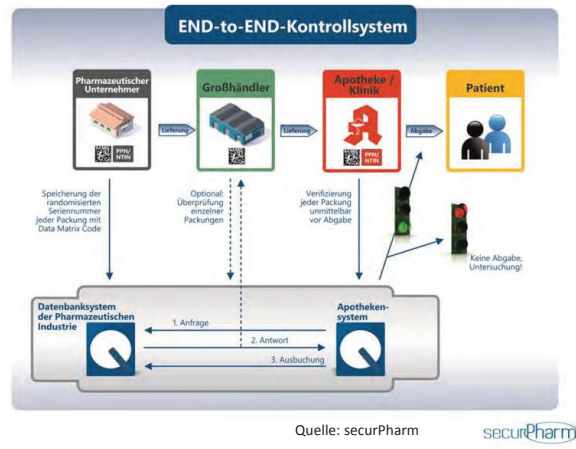 END-to-END-Kontrollsystem
Pharmazeutischer
Unternehmer
Großhändler
Apotheke /
Klinik
Patient
Lieferung
Lieferung
Abgabe
PPN/
NTIN
PPN/
NTIN
PPN/
NTIN
Speicherung der
randomisierten
Seriennummer
jeder Packung mit
Data Matrix Code
Optional:
Überprüfung
einzelner
Packungen
Verifizierung
jeder Packung
unmittelbar
vor Abgabe
Keine Abgabe,
Untersuchung!
Datenbanksystem
der Pharmazeutischen
Industrie
Apotheken-
system
1. Anfrage
2. Antwort
3. Ausbuchung
Quelle: securPharm
securPharm